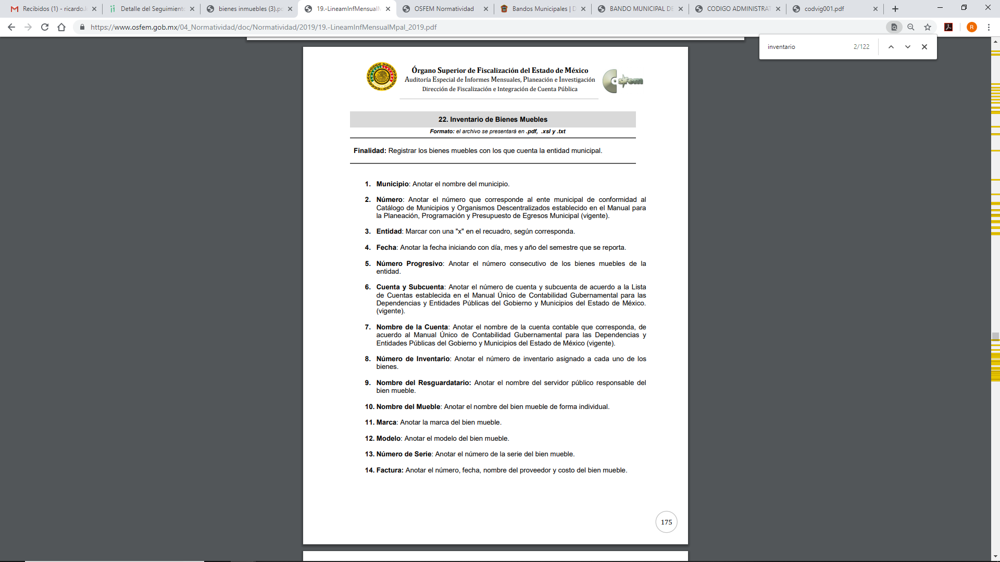 Recibidos (1) - ricardo.l
Detalle del Seguimiento
bienes inmuebles (3).pd
19.-LineamInfMensualM
OSFEM Normatividad
Bandos Municipales | D
BANDO MUNICIPAL DE
CODIGO ADMINISTRAT
codvig001.pdf
https://www.osfem.gob.mx/04_Normatividad/doc/Normatividad/2019/19.-LineamInfMensualMpal_2019.pdf
R
inventario
2/122
Órgano Superior de Fiscalización del Estado de México
Auditoría Especial de Informes Mensuales, Planeación e Investigación
Dirección de Fiscalización e Integración de Cuenta Pública
osfem
22. Inventario de Bienes Muebles
Formato: el archivo se presentará en .pdf, .xsl y .txt
Finalidad: Registrar los bienes muebles con los que cuenta la entidad municipal.
1. Municipio: Anotar el nombre del municipio.
2. Número: Anotar el número que corresponde al ente municipal de conformidad al
Catálogo de Municipios y Organismos Descentralizados establecido en el Manual para
la Planeación, Programación y Presupuesto de Egresos Municipal (vigente).
3. Entidad: Marcar con una "x" en el recuadro, según corresponda.
4. Fecha: Anotar la fecha iniciando con día, mes y año del semestre que se reporta.
5. Número Progresivo: Anotar el número consecutivo de los bienes muebles de la
entidad.
6. Cuenta y Subcuenta: Anotar el número de cuenta y subcuenta de acuerdo a la Lista
de Cuentas establecida en el Manual Único de Contabilidad Gubernamental para las
Dependencias y Entidades Públicas del Gobierno y Municipios del Estado de México.
(vigente).
7. Nombre de la Cuenta: Anotar el nombre de la cuenta contable que corresponda, de
acuerdo al Manual Único de Contabilidad Gubernamental para las Dependencias y
Entidades Públicas del Gobierno y Municipios del Estado de México (vigente).
8. Número de Inventario: Anotar el número de inventario asignado a cada uno de los
bienes.
9. Nombre del Resguardatario: Anotar el nombre del servidor público responsable del
bien mueble.
10. Nombre del Mueble: Anotar el nombre del bien mueble de forma individual.
11. Marca: Anotar la marca del bien mueble.
12. Modelo: Anotar el modelo del bien mueble.
13. Número de Serie: Anotar el número de la serie del bien mueble.
14. Factura: Anotar el número, fecha, nombre del proveedor y costo del bien mueble.
175